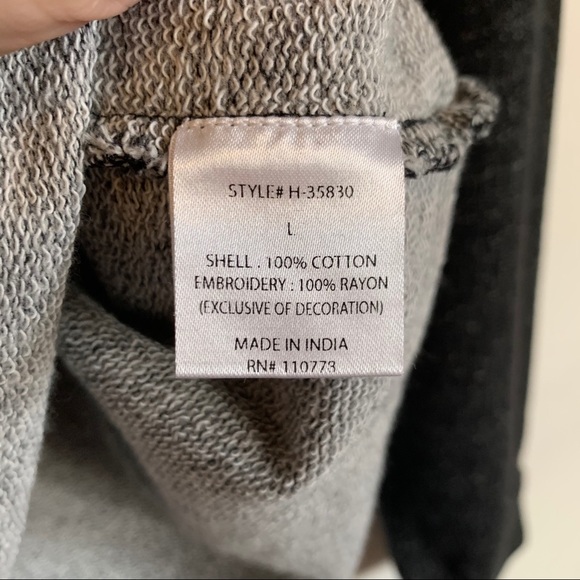 STYLE# H-35830
L
SHELL . 100% COTTON
EMBROIDERY : 100% RAYON
(EXCLUSIVE OF DECORATION)
MADE IN INDIA
RN# 110773